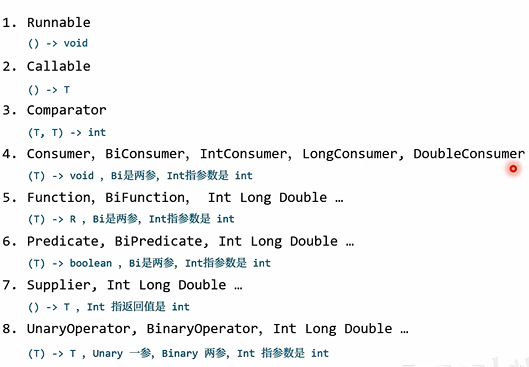 1. Runnable
() -> void
2. Callable
() -> T
3. Comparator
(T, T) -> int
4. Consumer, BiConsumer, IntConsumer, LongConsumer, DoubleConsumer
(T) -> void , Bi是两参, Int指参数是 int
5. Function, BiFunction, Int Long Double …
(T) -> R , Bi是两参, Int指参数是 int
6. Predicate, BiPredicate, Int Long Double …
(T) -> boolean , Bi是两参, Int指参数是 int
7. Supplier, Int Long Double …
() -> T , Int 指返回值是 int
8. UnaryOperator, BinaryOperator, Int Long Double …
(T) -> T , Unary 一参, Binary 两参, Int 指参数是 int